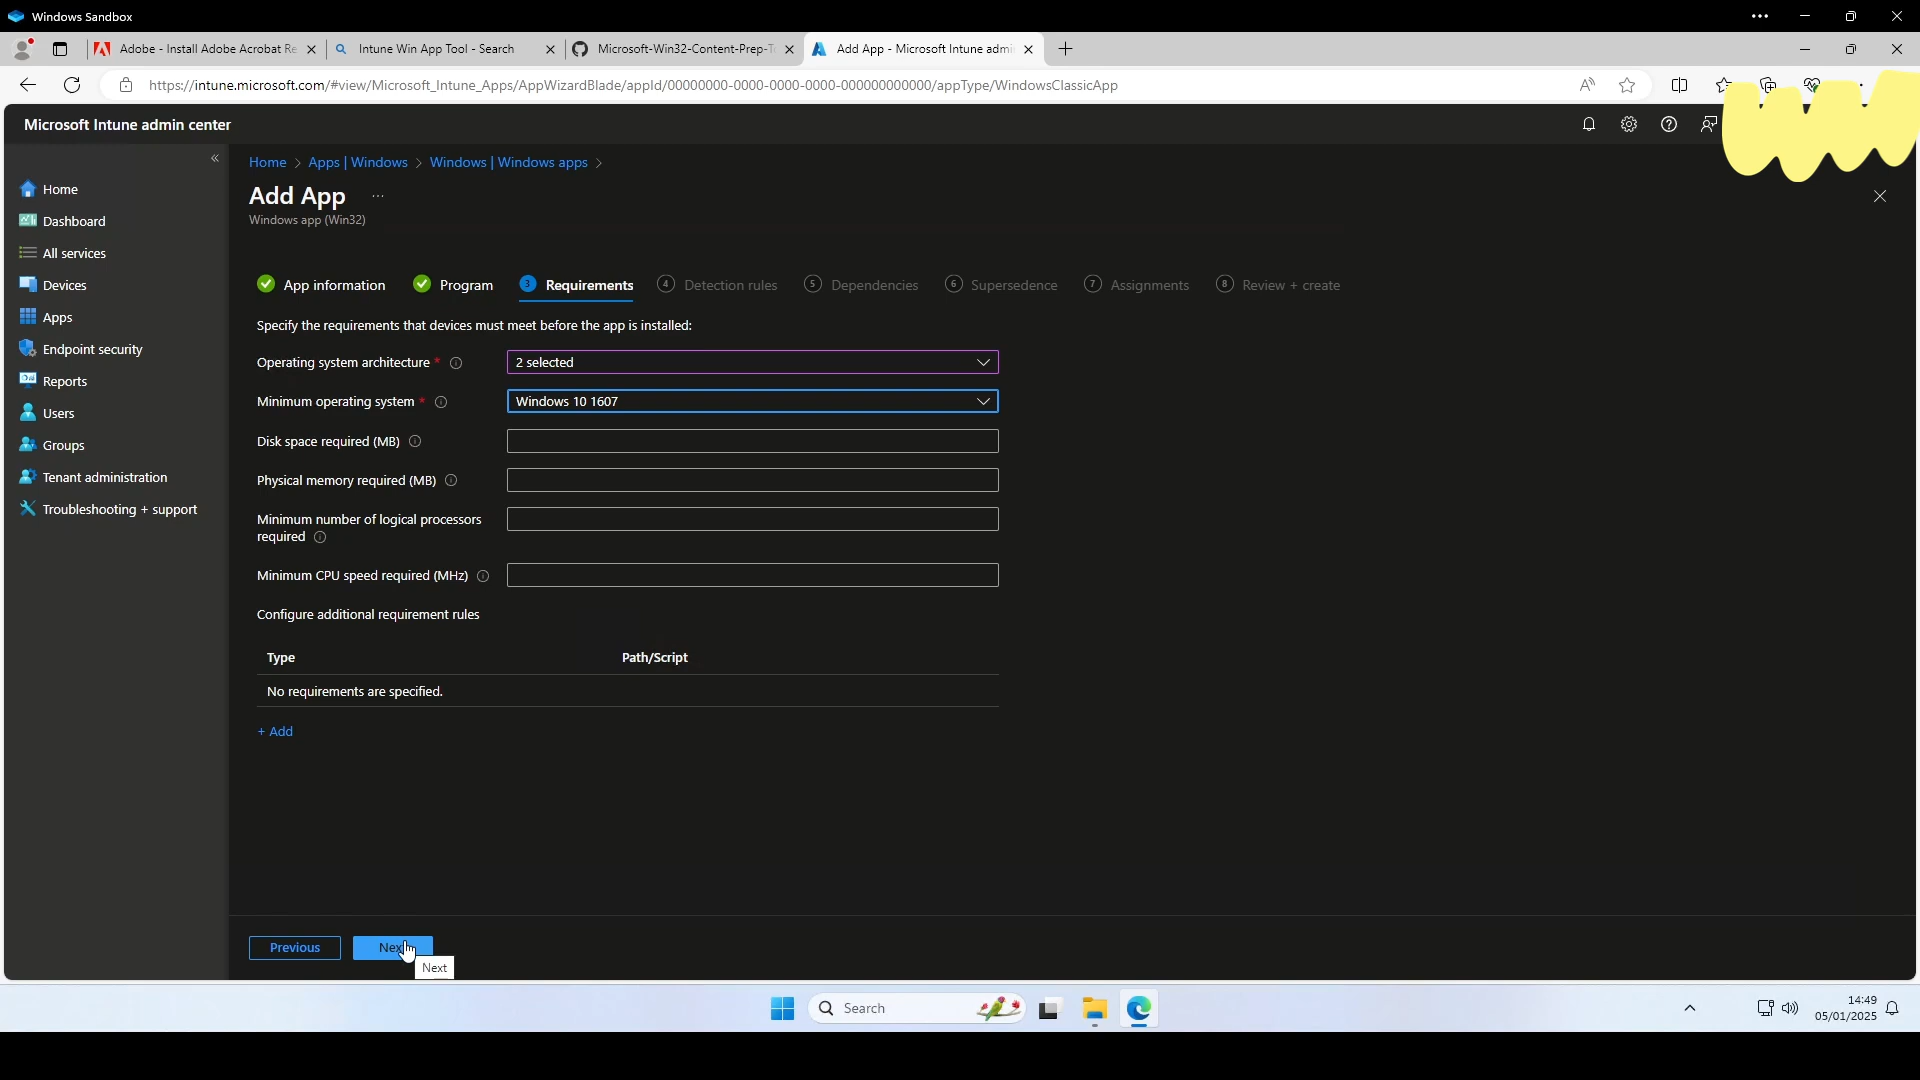 Windows Sandbox
Adobe - Install Adobe Acrobat Re
Intune Win App Tool - Search
Microsoft-Win32-Content-Prep-T
Add App - Microsoft Intune admi
https://intune.microsoft.com/#view/Microsoft_Intune_Apps/AppWizardBlade/appId/00000000-0000-0000-0000-000000000000/appType/WindowsClassicApp
Microsoft Intune admin center
Home > Apps | Windows > Windows | Windows apps >
Add App ...
Windows app (Win32)
Home
Dashboard
All services
Devices
Apps
Endpoint security
Reports
Users
Groups
Tenant administration
Troubleshooting + support
App information
Program
3 Requirements
4 Detection rules
5 Dependencies
6 Supersedence
7 Assignments
8 Review + create
Specify the requirements that devices must meet before the app is installed:
Operating system architecture * 2 selected
Minimum operating system * Windows 10 1607
Disk space required (MB)
Physical memory required (MB)
Minimum number of logical processors
required
Minimum CPU speed required (MHz)
Configure additional requirement rules
Type Path/Script
No requirements are specified.
+ Add
Previous
Next
Next
Search
14:49
05/01/2025